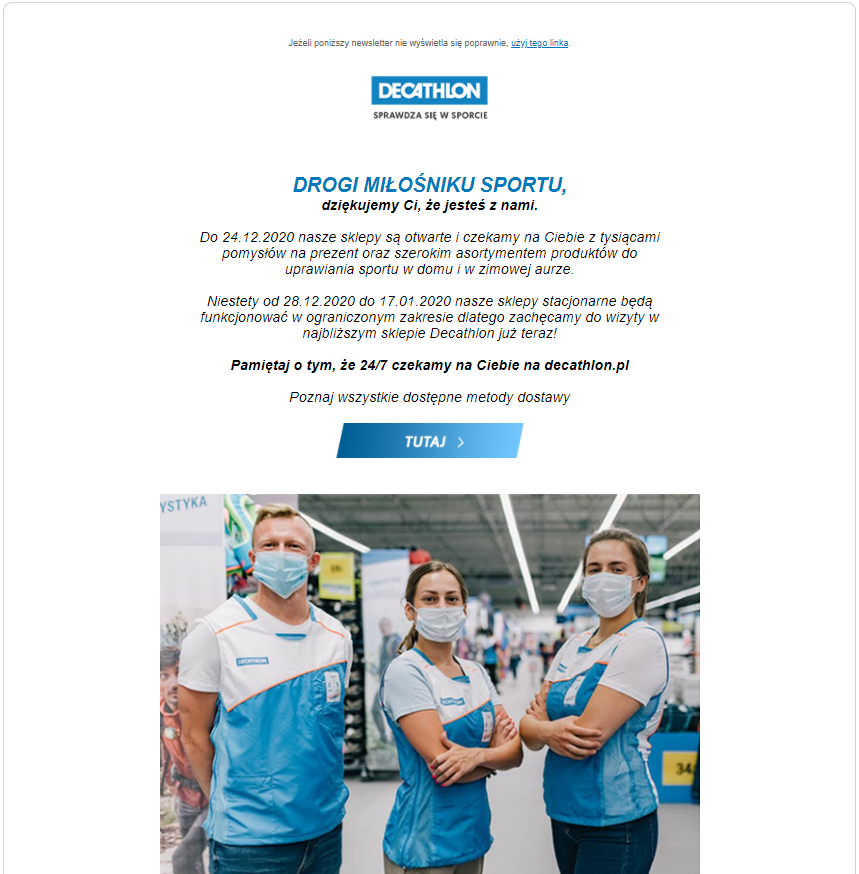 Jeżeli poniższy newsletter nie wyświetla się poprawnie, użyj tego linka.
DECATHLON
SPRAWDZA SIĘ W SPORCIE
DROGI MIŁOŚNIKU SPORTU,
dziękujemy Ci, że jesteś z nami.
Do 24.12.2020 nasze sklepy są otwarte i czekamy na Ciebie z tysiącami
pomysłów na prezent oraz szerokim asortymentem produktów do
uprawiania sportu w domu i w zimowej aurze.
Niestety od 28.12.2020 do 17.01.2020 nasze sklepy stacjonarne będą
funkcjonować w ograniczonym zakresie dlatego zachęcamy do wizyty w
najbliższym sklepie Decathlon już teraz!
Pamiętaj o tym, że 24/7 czekamy na Ciebie na decathlon.pl
Poznaj wszystkie dostępne metody dostawy
TUTAJ >
YSTYKA
DECATHLON
34